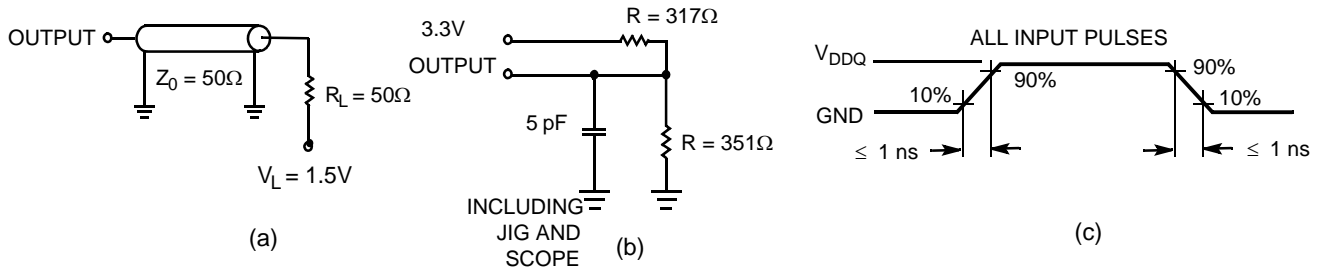 OUTPUT
Z0 = 50Ω
RL = 50Ω
VL = 1.5V
(a)
R = 317Ω
3.3V
OUTPUT
5 pF
R = 351Ω
INCLUDING
JIG AND
SCOPE
(b)
ALL INPUT PULSES
VDDQ
90%
90%
10%
10%
GND
≤ 1 ns
≤ 1 ns
(c)